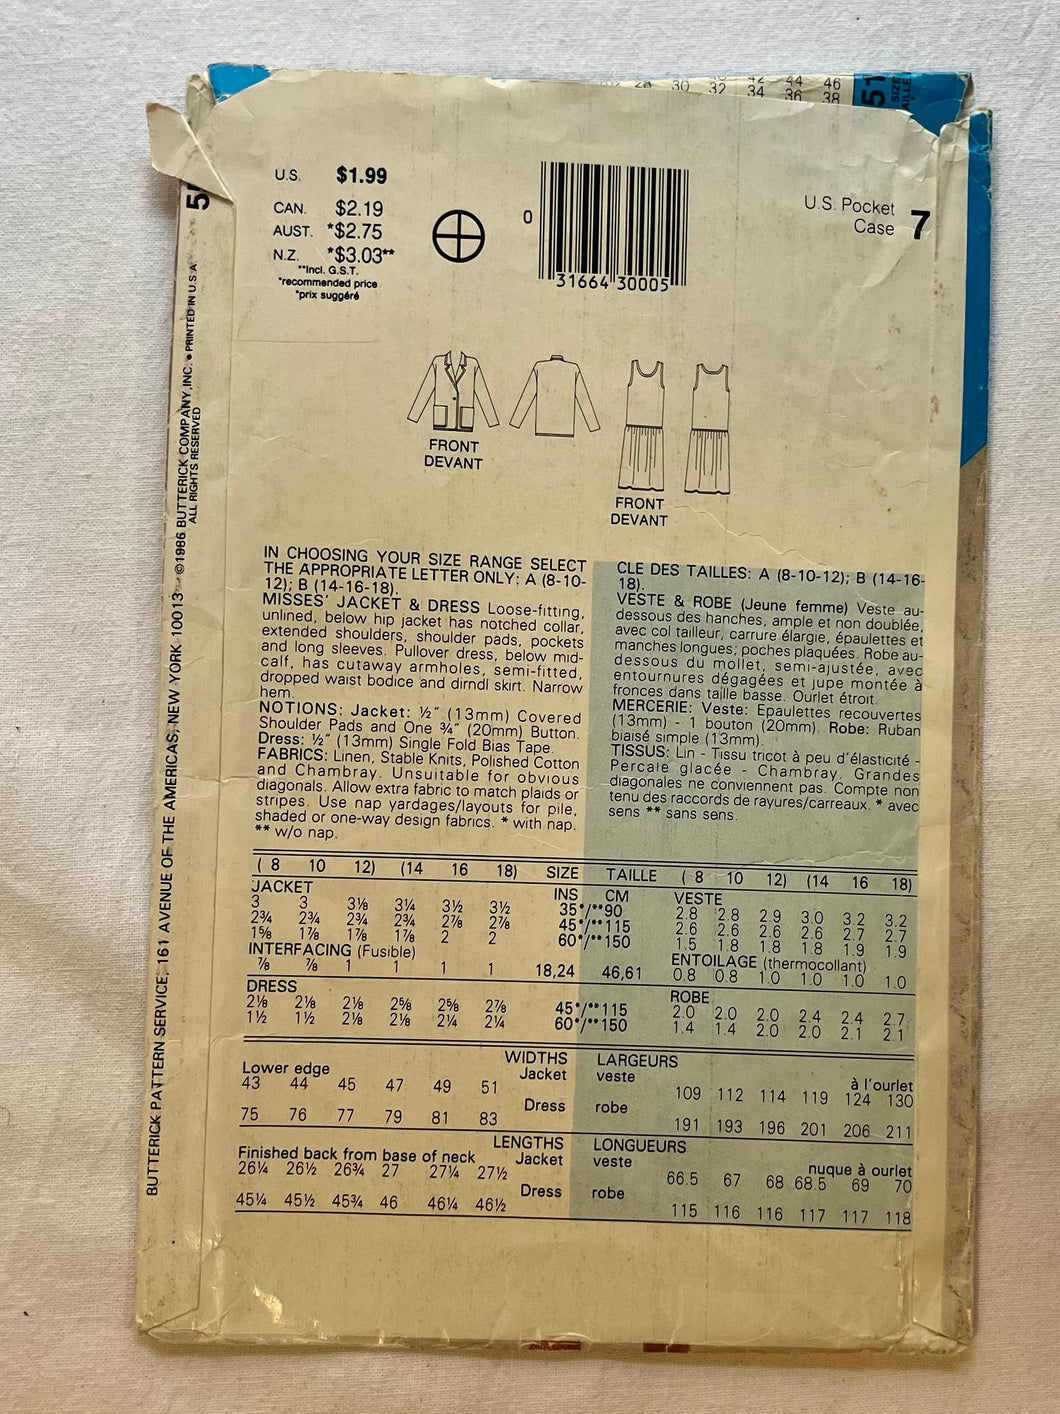 30 32 34 42 44 46
36 38
51
SIZE
U.S. $1.99
CAN. $2.19
AUST. *$2.75
N.Z. *$3.03**
**Incl. G.S.T.
*recommended price
*prix suggéré
0
31664 30005
U.S. Pocket
Case 7
FRONT
DEVANT
FRONT
DEVANT
BUTTERICK PATTERN SERVICE, 161 AVENUE OF THE AMERICAS, NEW YORK 10013 ©1986 BUTTERICK COMPANY, INC. • PRINTED IN U.S.A.
ALL RIGHTS RESERVED
IN CHOOSING YOUR SIZE RANGE SELECT
THE APPROPRIATE LETTER ONLY: A (8-10-
12); B (14-16-18).
MISSES' JACKET & DRESS Loose-fitting,
unlined, below hip jacket has notched collar,
extended shoulders, shoulder pads, pockets
and long sleeves. Pullover dress, below mid-
calf, has cutaway armholes, semi-fitted,
dropped waist bodice and dirndl skirt. Narrow
hem.
NOTIONS: Jacket: ½" (13mm) Covered
Shoulder Pads and One ¾" (20mm) Button.
Dress: ½" (13mm) Single Fold Bias Tape.
FABRICS: Linen, Stable Knits, Polished Cotton
and Chambray. Unsuitable for obvious
diagonals. Allow extra fabric to match plaids or
stripes. Use nap yardages/layouts for pile,
shaded or one-way design fabrics. * with nap.
** w/o nap.
CLE DES TAILLES: A (8-10-12); B (14-16-
18).
VESTE & ROBE (Jeune femme) Veste au-
dessous des hanches, ample et non doublée,
avec col tailleur, carrure élargie, épaulettes et
manches longues; poches plaquées. Robe au-
dessous du mollet, semi-ajustée, avec
entournures dégagées et jupe montée à
fronces dans taille basse. Ourlet étroit.
MERCERIE: Veste: Epaulettes recouvertes
(13mm) - 1 bouton (20mm). Robe: Ruban
biaisé simple (13mm).
TISSUS: Lin - Tissu tricot à peu d'élasticité -
Percale glacée - Chambray. Grandes
diagonales ne conviennent pas. Compte non
tenu des raccords de rayures/carreaux. * avec
sens ** sans sens.
( 8 10 12) (14 16 18) SIZE TAILLE ( 8 10 12) (14 16 18)
JACKET INS CM VESTE
3 3 3⅛ 3¼ 3½ 3½ 35*/**90 2.8 2.8 2.9 3.0 3.2 3.2
2¾ 2¾ 2¾ 2¾ 2⅞ 2⅞ 45*/**115 2.6 2.6 2.6 2.6 2.7 2.7
1⅝ 1⅞ 1⅞ 1⅞ 2 2 60*/**150 1.5 1.8 1.8 1.8 1.9 1.9
INTERFACING (Fusible) ENTOILAGE (thermocollant)
⅞ ⅞ 1 1 1 1 18,24 46,61 0.8 0.8 1.0 1.0 1.0 1.0
DRESS ROBE
2⅛ 2⅛ 2⅛ 2⅝ 2⅝ 2⅞ 45*/**115 2.0 2.0 2.0 2.4 2.4 2.7
1½ 1½ 2⅛ 2⅛ 2¼ 2¼ 60*/**150 1.4 1.4 2.0 2.0 2.1 2.1
WIDTHS LARGEURS
Lower edge Jacket veste à l'ourlet
43 44 45 47 49 51 109 112 114 119 124 130
Dress robe
75 76 77 79 81 83 191 193 196 201 206 211
LENGTHS LONGUEURS
Finished back from base of neck Jacket veste nuque à ourlet
26¼ 26½ 26¾ 27 27¼ 27½ 66.5 67 68 68.5 69 70
Dress robe
45¼ 45½ 45¾ 46 46¼ 46½ 115 116 116 117 117 118